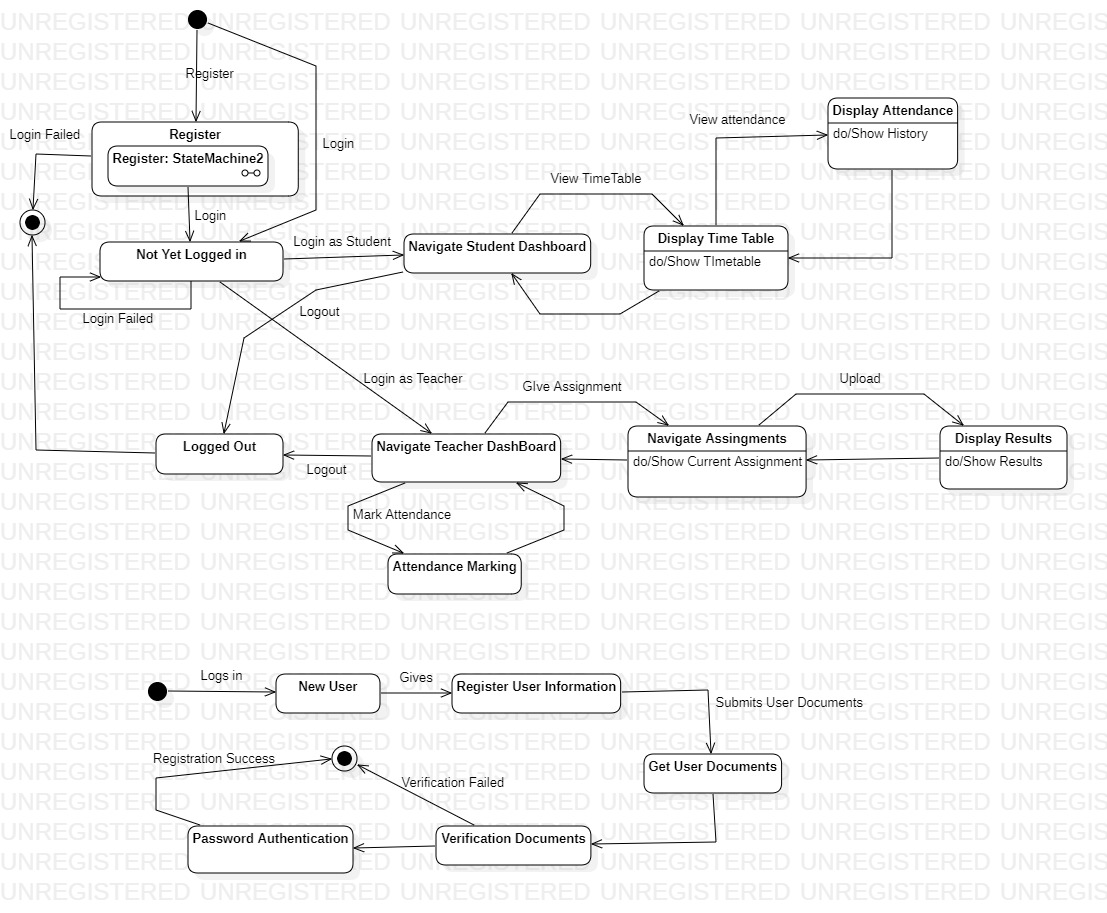 Register
Login Failed
Register
Register: StateMachine2
Login
Login
Not Yet Logged in
Login Failed
Login as Student
Navigate Student Dashboard
View TimeTable
View attendance
Display Attendance
do/Show History
Display Time Table
do/Show TImetable
Logout
Login as Teacher
GIve Assignment
Upload
Logged Out
Logout
Navigate Teacher DashBoard
Navigate Assingments
do/Show Current Assignment
Display Results
do/Show Results
Mark Attendance
Attendance Marking
Logs in
New User
Gives
Register User Information
Submits User Documents
Get User Documents
Registration Success
Verification Failed
Password Authentication
Verification Documents
UNREGISTERED